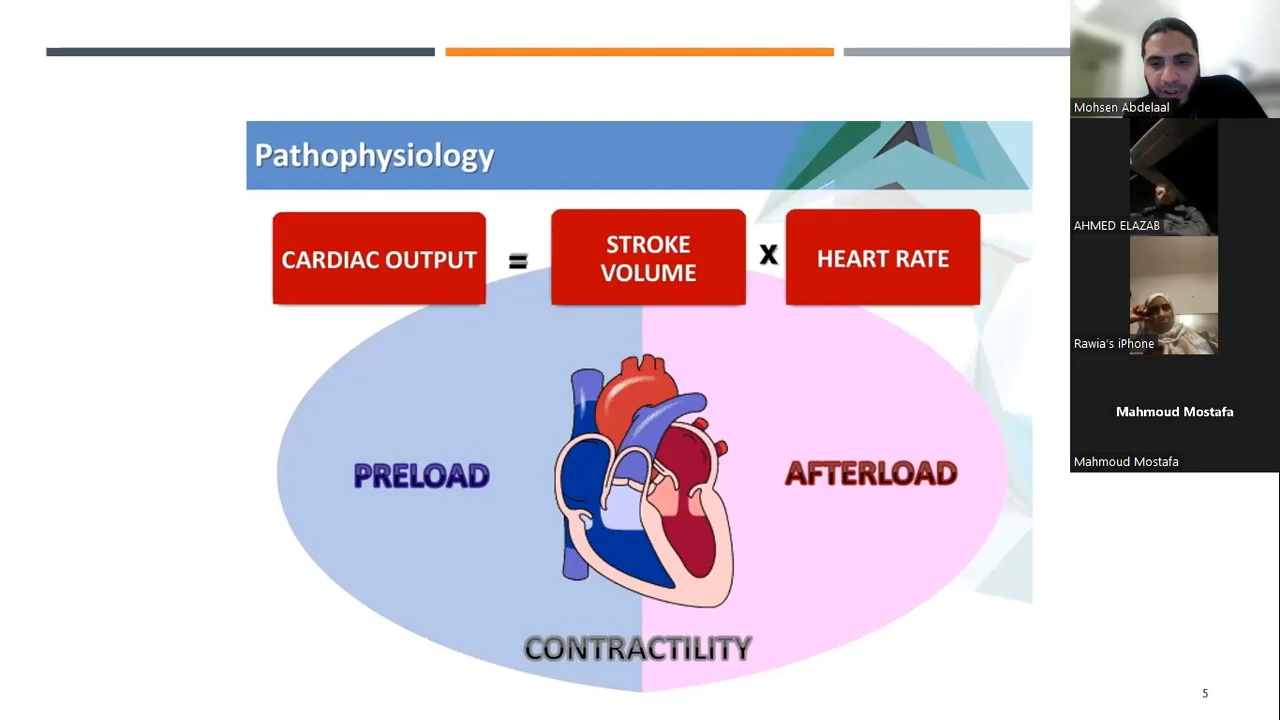 Pathophysiology
CARDIAC OUTPUT
=
STROKE
VOLUME
X
HEART RATE
PRELOAD
AFTERLOAD
CONTRACTILITY
5
Mohsen Abdelaal
AHMED ELAZAB
Rawia's iPhone
Mahmoud Mostafa
Mahmoud Mostafa